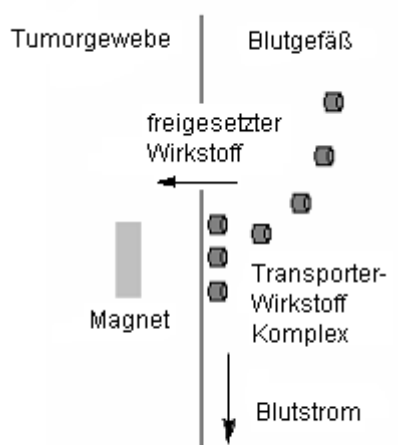 Tumorgewebe
Blutgefäß
freigesetzter
Wirkstoff
Transporter-
Wirkstoff
Komplex
Magnet
Blutstrom